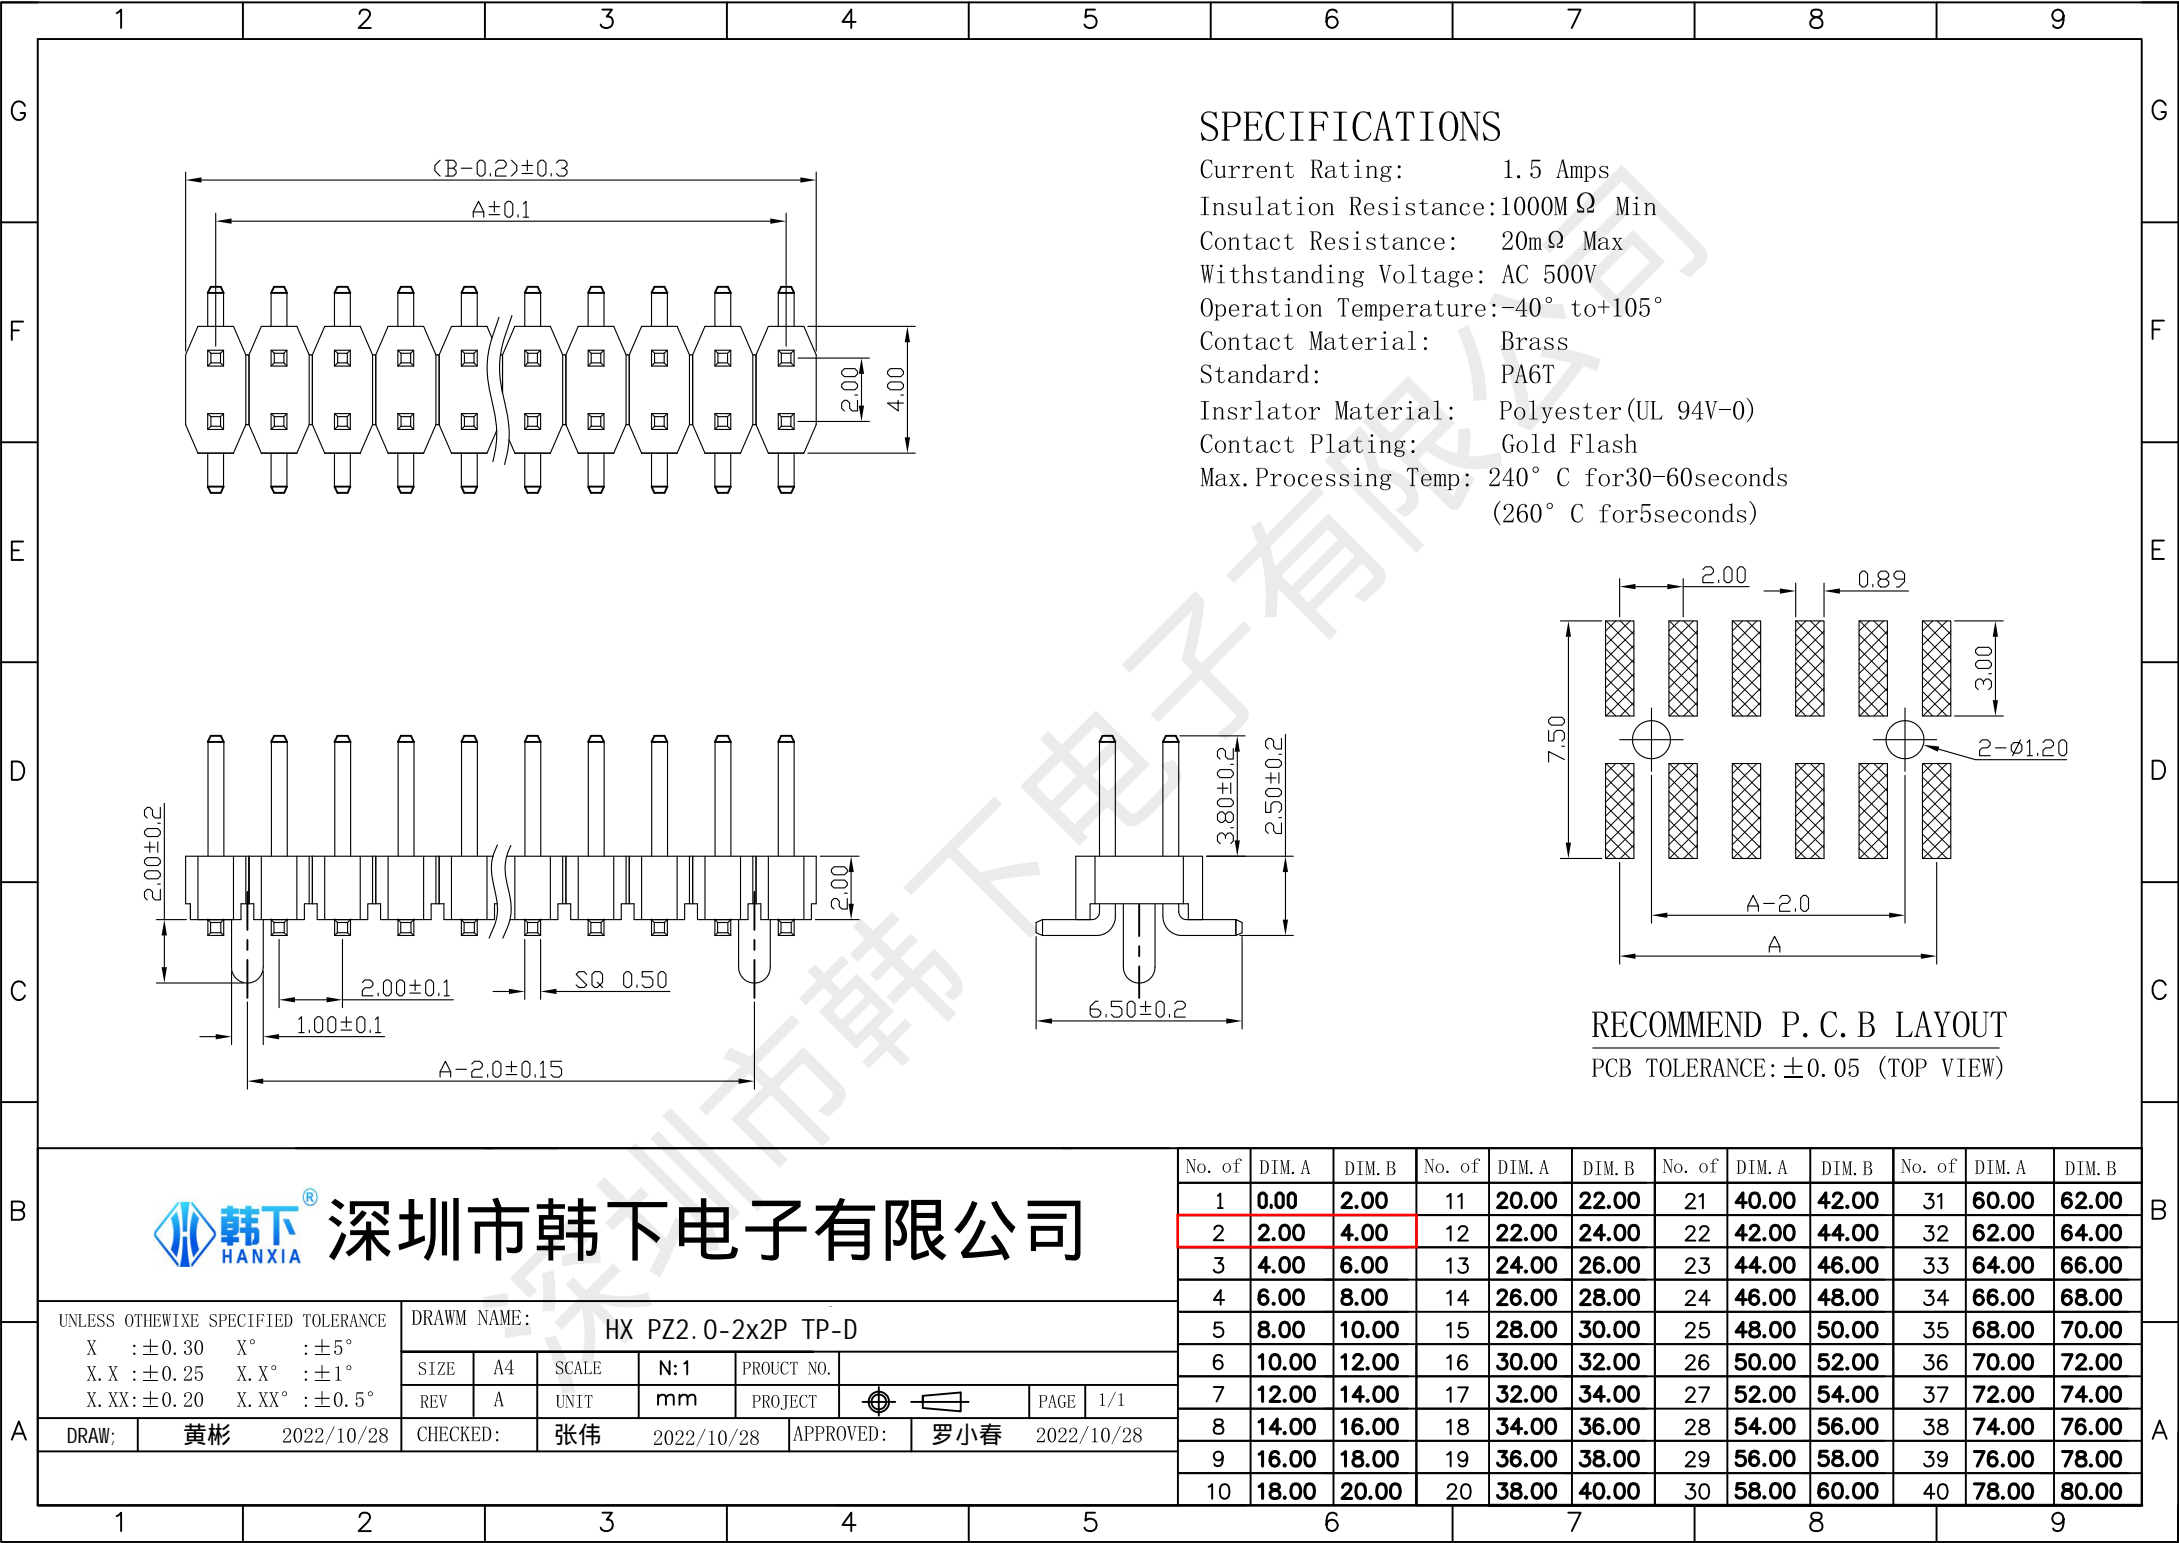 1 2 3 4 5 6 7 8 9
G G
F F
E E
D D
C C
B B
A A
(B-0.2)±0.3
A±0.1
2.00
4.00
SPECIFICATIONS
Current Rating: 1.5 Amps
Insulation Resistance:1000MΩ Min
Contact Resistance: 20mΩ Max
Withstanding Voltage: AC 500V
Operation Temperature:-40° to+105°
Contact Material: Brass
Standard: PA6T
Insrlator Material: Polyester(UL 94V-0)
Contact Plating: Gold Flash
Max.Processing Temp: 240° C for30-60seconds
(260° C for5seconds)
2.00
0.89
3.00
7.50
2-Ø1.20
A-2.0
A
RECOMMEND P.C.B LAYOUT
PCB TOLERANCE:±0.05 (TOP VIEW)
2.00±0.2
2.00
2.00±0.1
SQ 0.50
1.00±0.1
A-2.0±0.15
3.80±0.2
2.50±0.2
6.50±0.2
深圳市韩下电子有限公司
韩下®
HANXIA
深圳市韩下电子有限公司
UNLESS OTHEWIXE SPECIFIED TOLERANCE
X :±0.30 X° :±5°
X.X :±0.25 X.X° :±1°
X.XX:±0.20 X.XX° :±0.5°
DRAWM NAME: HX PZ2.0-2x2P TP-D
SIZE A4 SCALE N:1 PROUCT NO.
REV A UNIT mm PROJECT PAGE 1/1
DRAW; 黄彬 2022/10/28 CHECKED: 张伟 2022/10/28 APPROVED: 罗小春 2022/10/28
No. of DIM.A DIM.B No. of DIM.A DIM.B No. of DIM.A DIM.B No. of DIM.A DIM.B
1 0.00 2.00 11 20.00 22.00 21 40.00 42.00 31 60.00 62.00
2 2.00 4.00 12 22.00 24.00 22 42.00 44.00 32 62.00 64.00
3 4.00 6.00 13 24.00 26.00 23 44.00 46.00 33 64.00 66.00
4 6.00 8.00 14 26.00 28.00 24 46.00 48.00 34 66.00 68.00
5 8.00 10.00 15 28.00 30.00 25 48.00 50.00 35 68.00 70.00
6 10.00 12.00 16 30.00 32.00 26 50.00 52.00 36 70.00 72.00
7 12.00 14.00 17 32.00 34.00 27 52.00 54.00 37 72.00 74.00
8 14.00 16.00 18 34.00 36.00 28 54.00 56.00 38 74.00 76.00
9 16.00 18.00 19 36.00 38.00 29 56.00 58.00 39 76.00 78.00
10 18.00 20.00 20 38.00 40.00 30 58.00 60.00 40 78.00 80.00
1 2 3 4 5 6 7 8 9